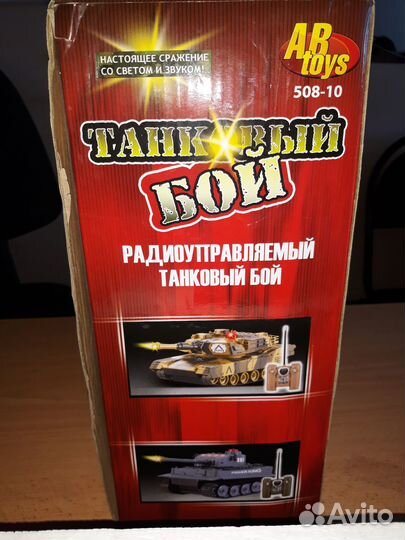 НАСТОЯЩЕЕ СРАЖЕНИЕ
СО СВЕТОМ И ЗВУКОМ!
AB
toys
508-10
ТАНКОВЫЙ
БОЙ
РАДИОУПРАВЛЯЕМЫЙ
ТАНКОВЫЙ БОЙ
Avito